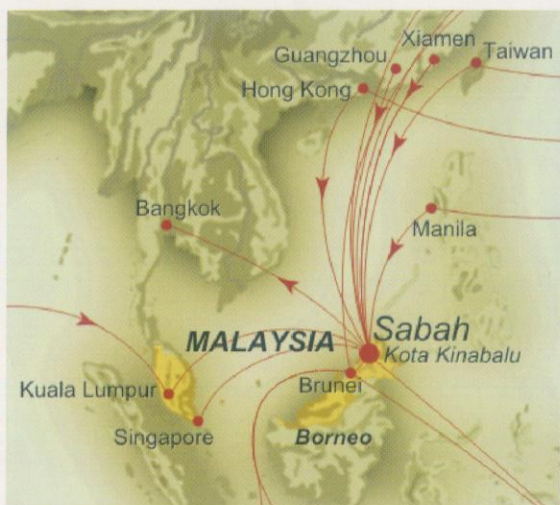 Xiamen
Guangzhou
Taiwan
Hong Kong
Bangkok
Manila
MALAYSIA
Sabah
Kota Kinabalu
Kuala Lumpur
Brunei
Singapore
Borneo